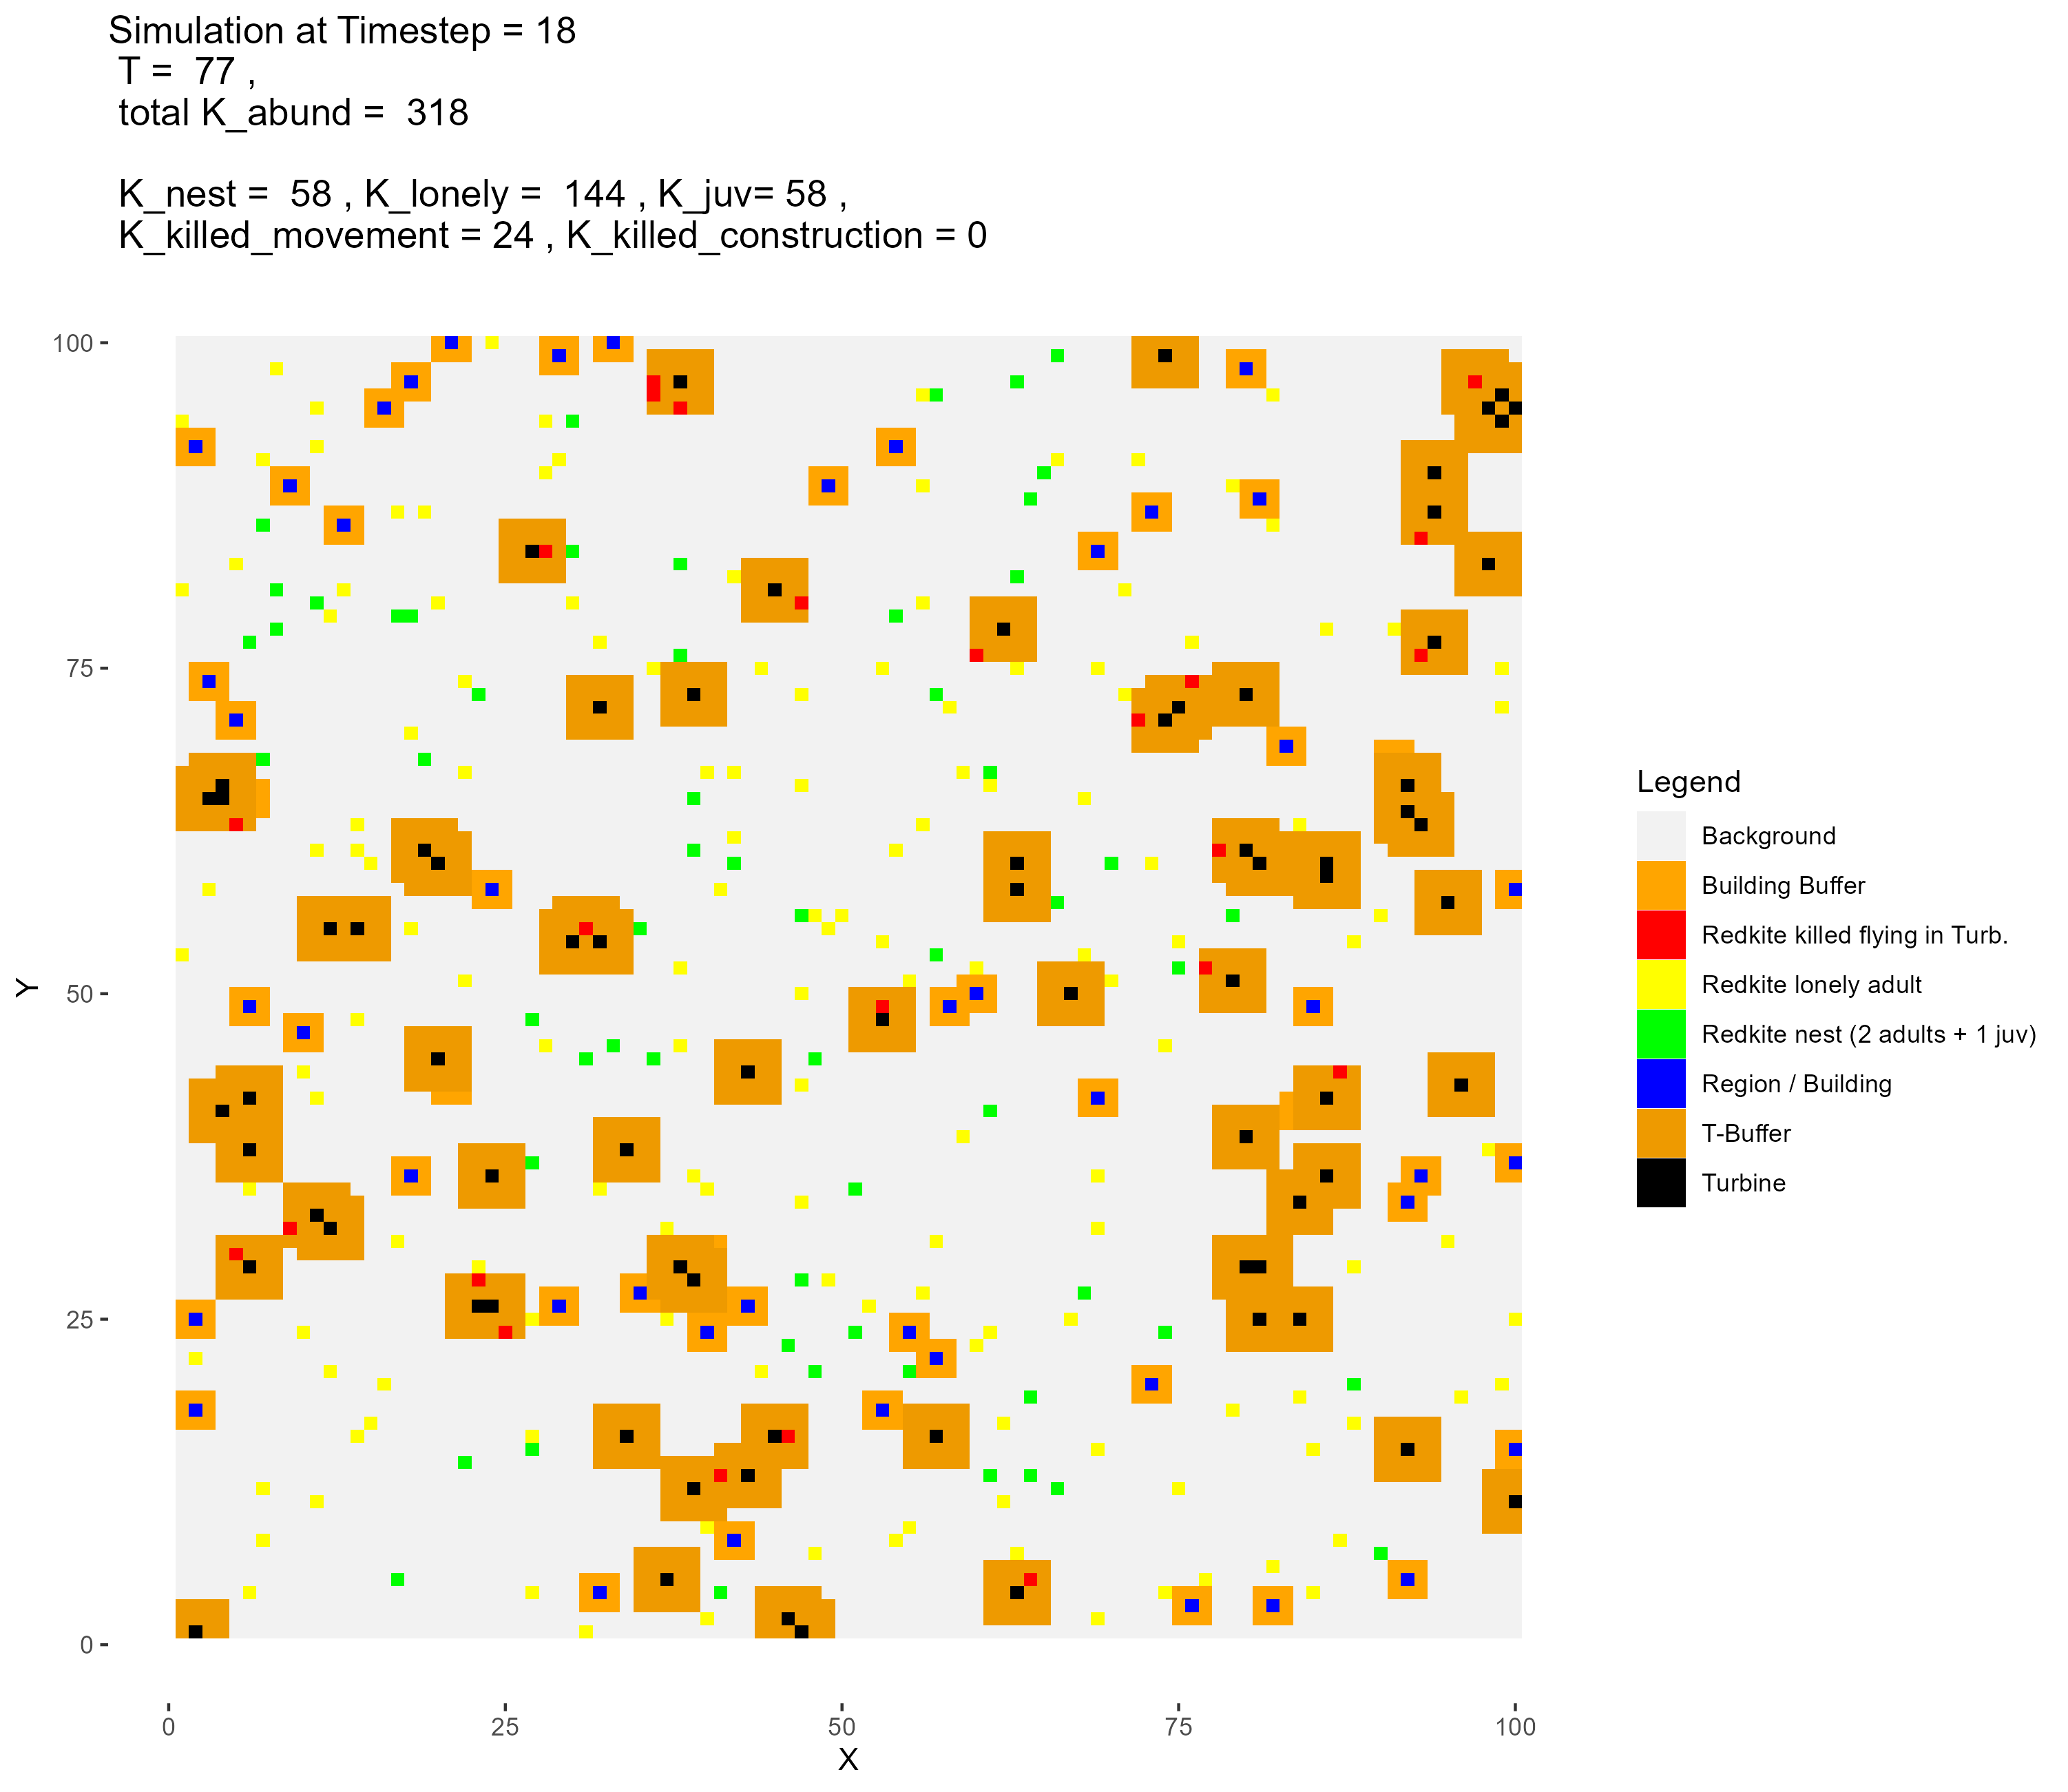 Simulation at Timestep = 18
T =  77 ,
total K_abund =  318
K_nest =  58 , K_lonely =  144 , K_juv= 58 ,
K_killed_movement = 24 , K_killed_construction = 0
100
75
50
25
0
Y
0
25
50
75
100
X
Legend
Background
Building Buffer
Redkite killed flying in Turb.
Redkite lonely adult
Redkite nest (2 adults + 1 juv)
Region / Building
T-Buffer
Turbine